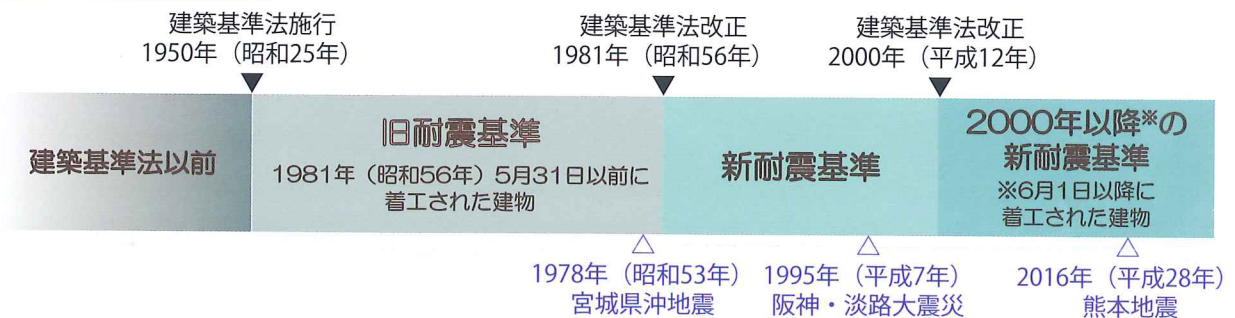 建築基準法施行
1950年（昭和25年）
建築基準法改正
1981年（昭和56年）
建築基準法改正
2000年（平成12年）
建築基準法以前
旧耐震基準
1981年（昭和56年）5月31日以前に
着工された建物
新耐震基準
2000年以降※の
新耐震基準
※6月1日以降に
着工された建物
1978年（昭和53年）
宮城県沖地震
1995年（平成7年）
阪神・淡路大震災
2016年（平成28年）
熊本地震